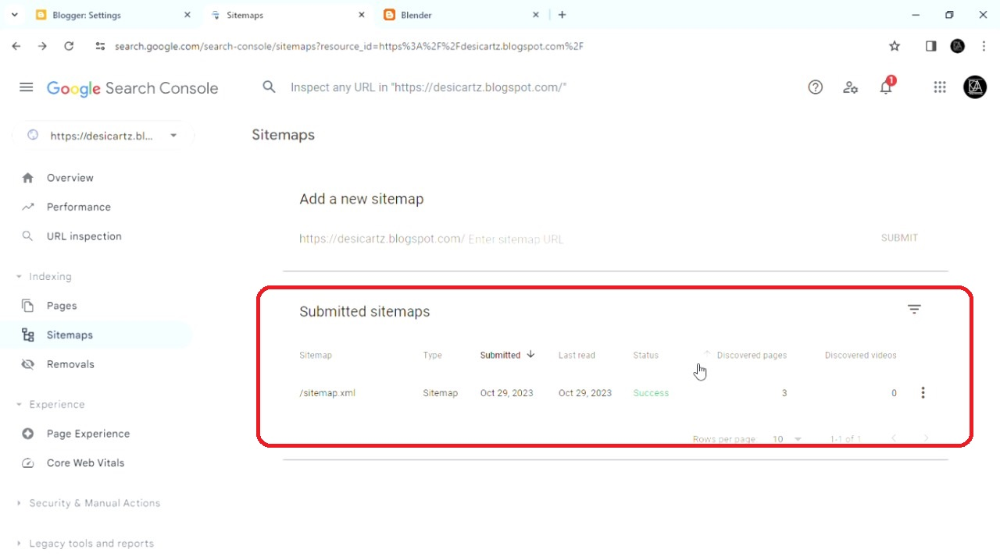 Blogger: Settings
Sitemaps
Blender
search.google.com/search-console/sitemaps?resource_id=https%3A%2F%2Fdesicartz.blogspot.com%2F
Google Search Console
Inspect any URL in "https://desicartz.blogspot.com/"
1
https://desicartz.bl...
Sitemaps
Overview
Performance
URL inspection
Indexing
Pages
Sitemaps
Removals
Experience
Page Experience
Core Web Vitals
Security & Manual Actions
Legacy tools and reports
Add a new sitemap
https://desicartz.blogspot.com/ Enter sitemap URL
SUBMIT
Submitted sitemaps
Sitemap Type Submitted Last read Status Discovered pages Discovered videos
/sitemap.xml Sitemap Oct 29, 2023 Oct 29, 2023 Success 3 0
Rows per page: 10 1-1 of 1